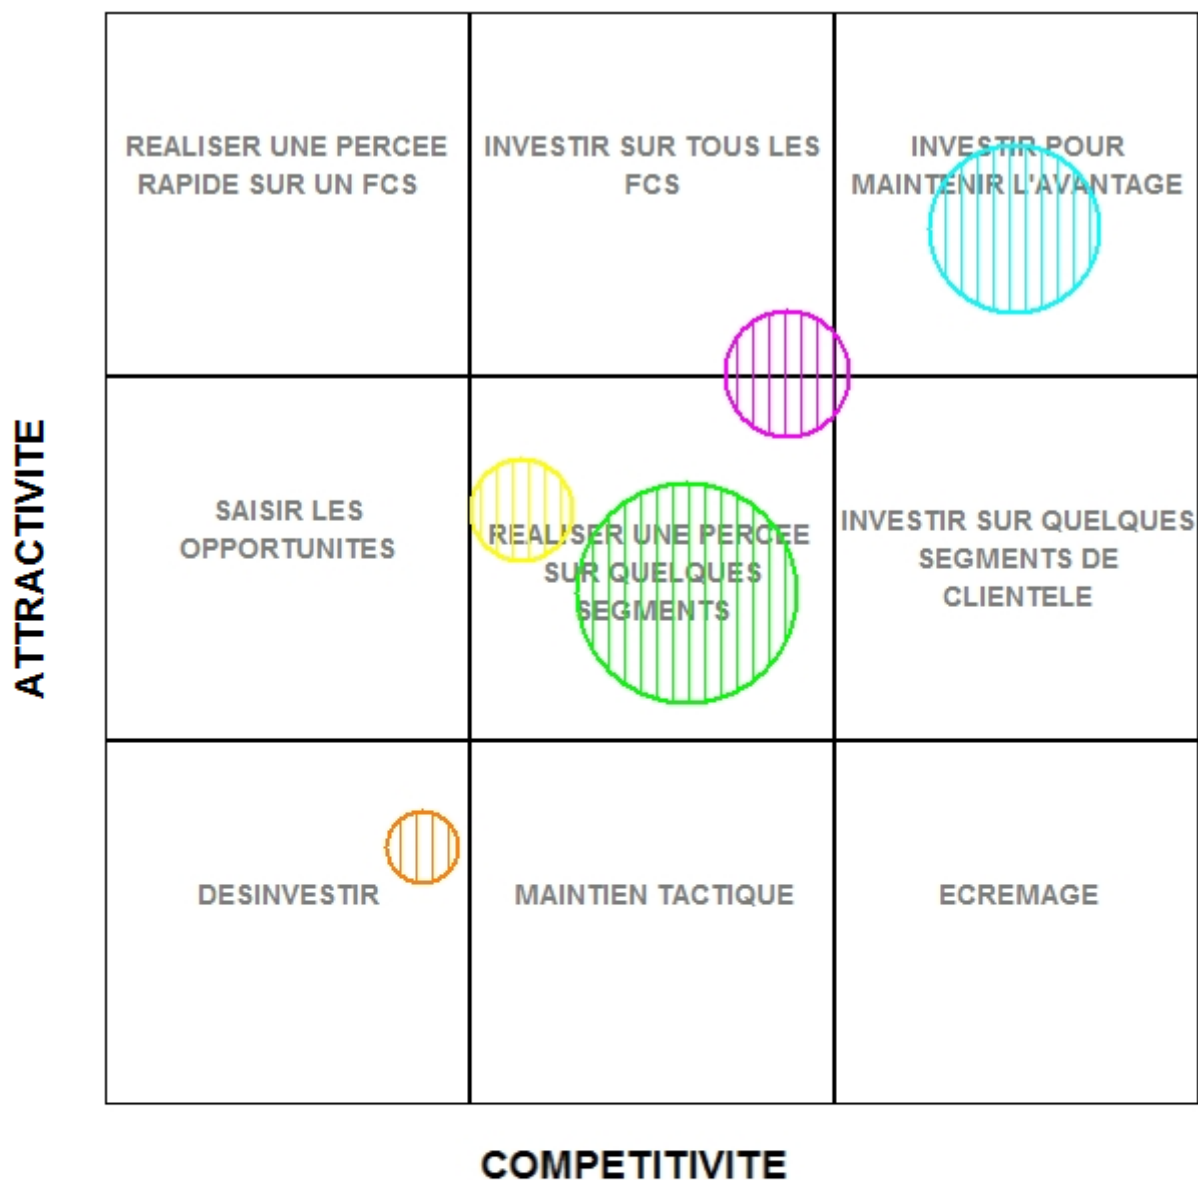 REALISER UNE PERCEE
RAPIDE SUR UN FCS
INVESTIR SUR TOUS LES
FCS
INVESTIR POUR
MAINTENIR L'AVANTAGE
ATTRACTIVITE
SAISIR LES
OPPORTUNITES
REALISER UNE PERCEE
SUR QUELQUES
SEGMENTS
INVESTIR SUR QUELQUES
SEGMENTS DE
CLIENTELE
DESINVESTIR
MAINTIEN TACTIQUE
ECREMAGE
COMPETITIVITE